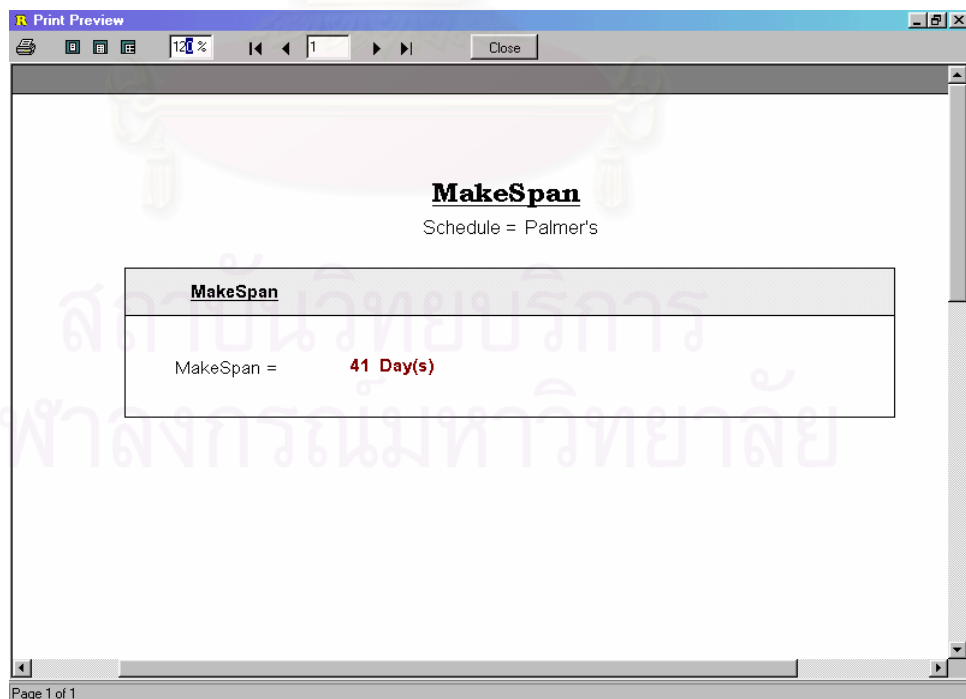 Print Preview
120 %
1
Close
MakeSpan
Schedule = Palmer's
MakeSpan
MakeSpan = 41 Day(s)
สถาบันวิทยบริการ
จุฬาลงกรณ์มหาวิทยาลัย
Page 1 of 1